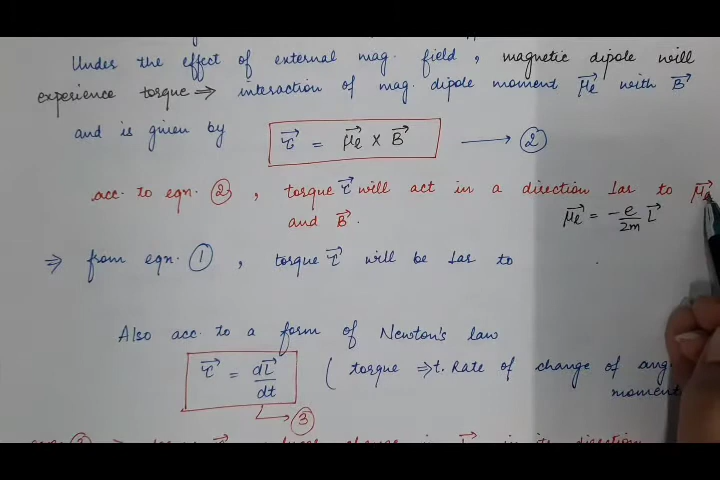 Under the effect of external mag. field, magnetic dipole will
experience torque ⇒ interaction of mag. dipole moment μₑ⃗ with B⃗
and is given by τ⃗ = μₑ⃗ × B⃗ → ②
acc. to eqn. ②, torque τ⃗ will act in a direction ⊥ar to μ⃗
and B⃗. μₑ⃗ = -e/2m L⃗
⇒ from eqn. ①, torque τ⃗ will be ⊥ar to
Also acc. to a form of Newton's law
τ⃗ = dL⃗/dt (torque ⇒ t. Rate of change of ang.
moment
→ ③